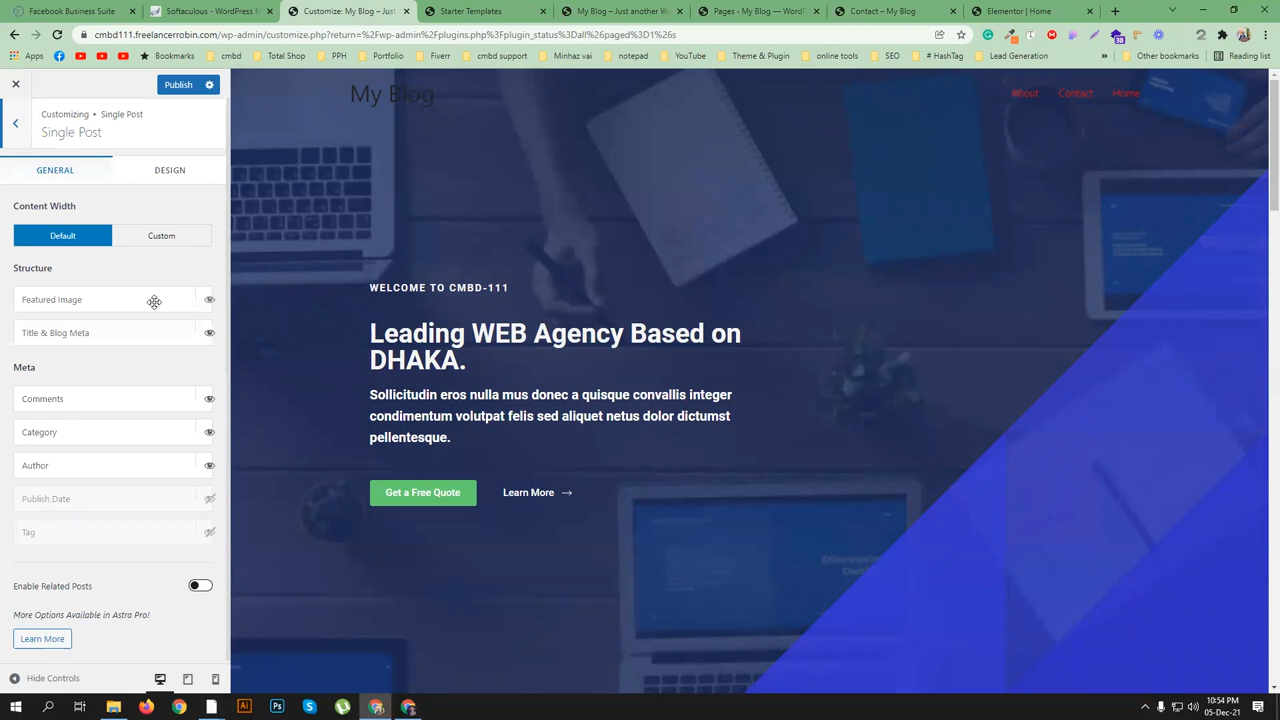 Facebook
Softaculous - WordPress M
Customize: My Blog
Starter Templates
My Blog – Just another W
Manage Pages
Contact – My Blog
Elementor | Home
cmbd111.freelancerrobin.com/wp-admin/customize.php?return=%2Fwp-admin%2Fplugins.php%3Fplugin_status%3Dall%26paged%3D1%26s
Apps
Bookmarks
cmbd
Total Shop
PPH
Portfolio
Fiverr
cmbd support
Minhaz vai
notepad
YouTube
Theme & Plugin
online tools
SEO
# HashTag
Lead Generation
Other bookmarks
Reading list
Publish
My Blog
About
Contact
Home
Customizing ▸ Single Post
Single Post
GENERAL
DESIGN
Content Width
Default
Custom
Structure
Featured Image
Title & Blog Meta
Meta
Comments
Category
Author
Publish Date
Tag
Enable Related Posts
More Options Available in Astra Pro!
Learn More
Hide Controls
WELCOME TO CMBD-111
Leading WEB Agency Based on
DHAKA.
Sollicitudin eros nulla mus donec a quisque convallis integer
condimentum volutpat felis sed aliquet netus dolor dictumst
pellentesque.
Get a Free Quote
Learn More →
10:54 PM
05-Dec-21